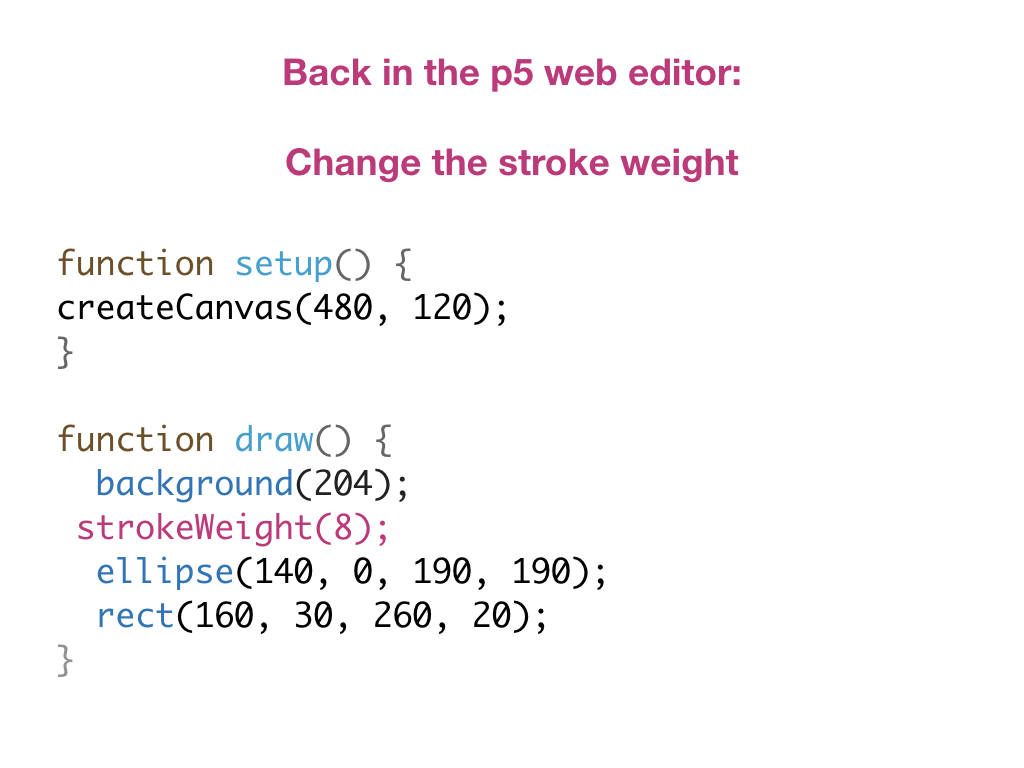 Back in the p5 web editor:
Change the stroke weight
function setup() {
createCanvas(480, 120);
}
function draw() {
  background(204);
 strokeWeight(8);
  ellipse(140, 0, 190, 190);
  rect(160, 30, 260, 20);
}